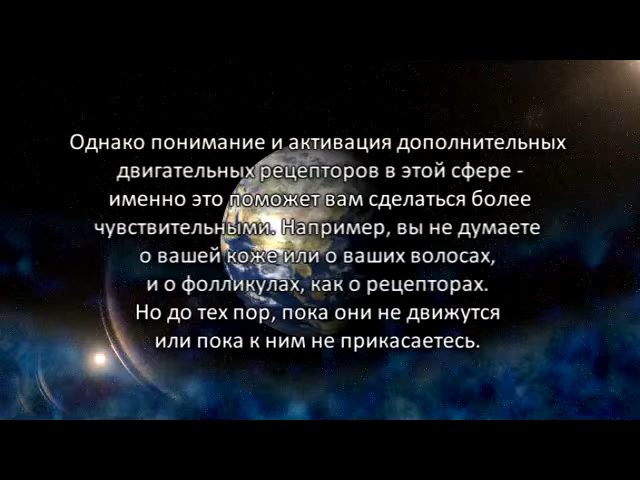 Однако понимание и активация дополнительных
двигательных рецепторов в этой сфере -
именно это поможет вам сделаться более
чувствительными. Например, вы не думаете
о вашей коже или о ваших волосах,
и о фолликулах, как о рецепторах.
Но до тех пор, пока они не движутся
или пока к ним не прикасаетесь.